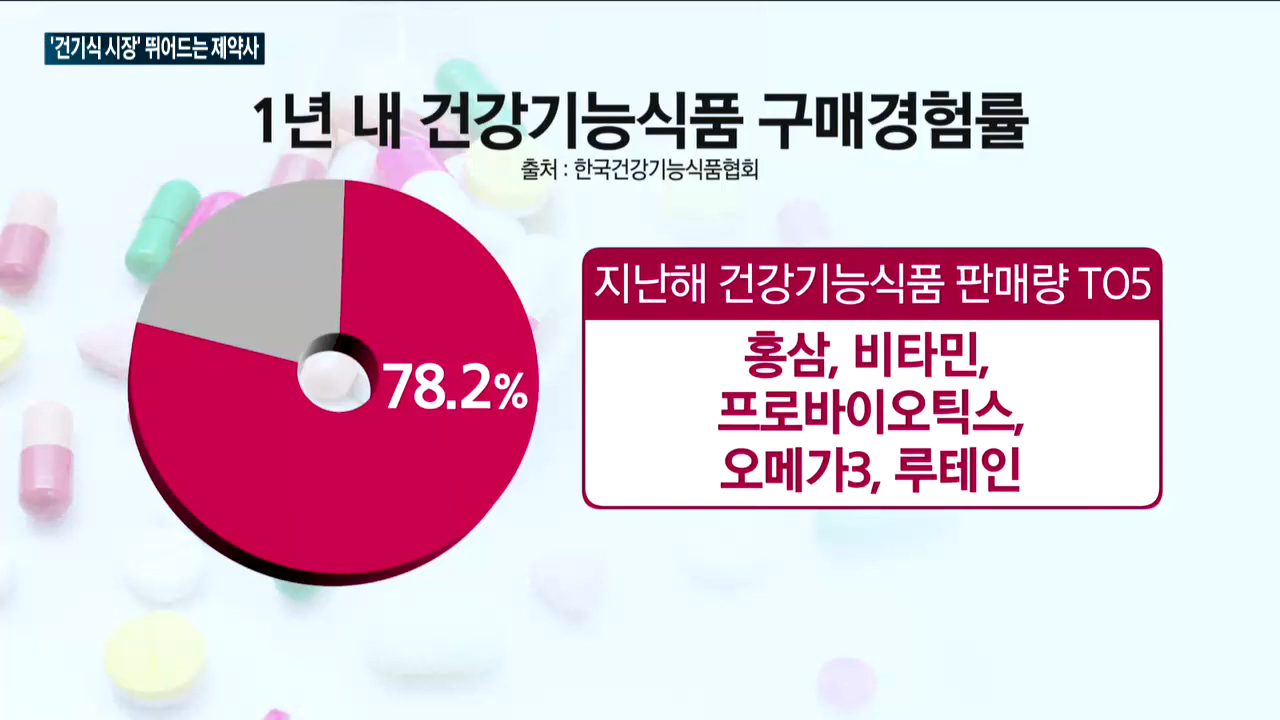 '건기식 시장' 뛰어드는 제약사
1년 내 건강기능식품 구매경험률
출처 : 한국건강기능식품협회
78.2%
지난해 건강기능식품 판매량 TO5
홍삼, 비타민,
프로바이오틱스,
오메가3, 루테인